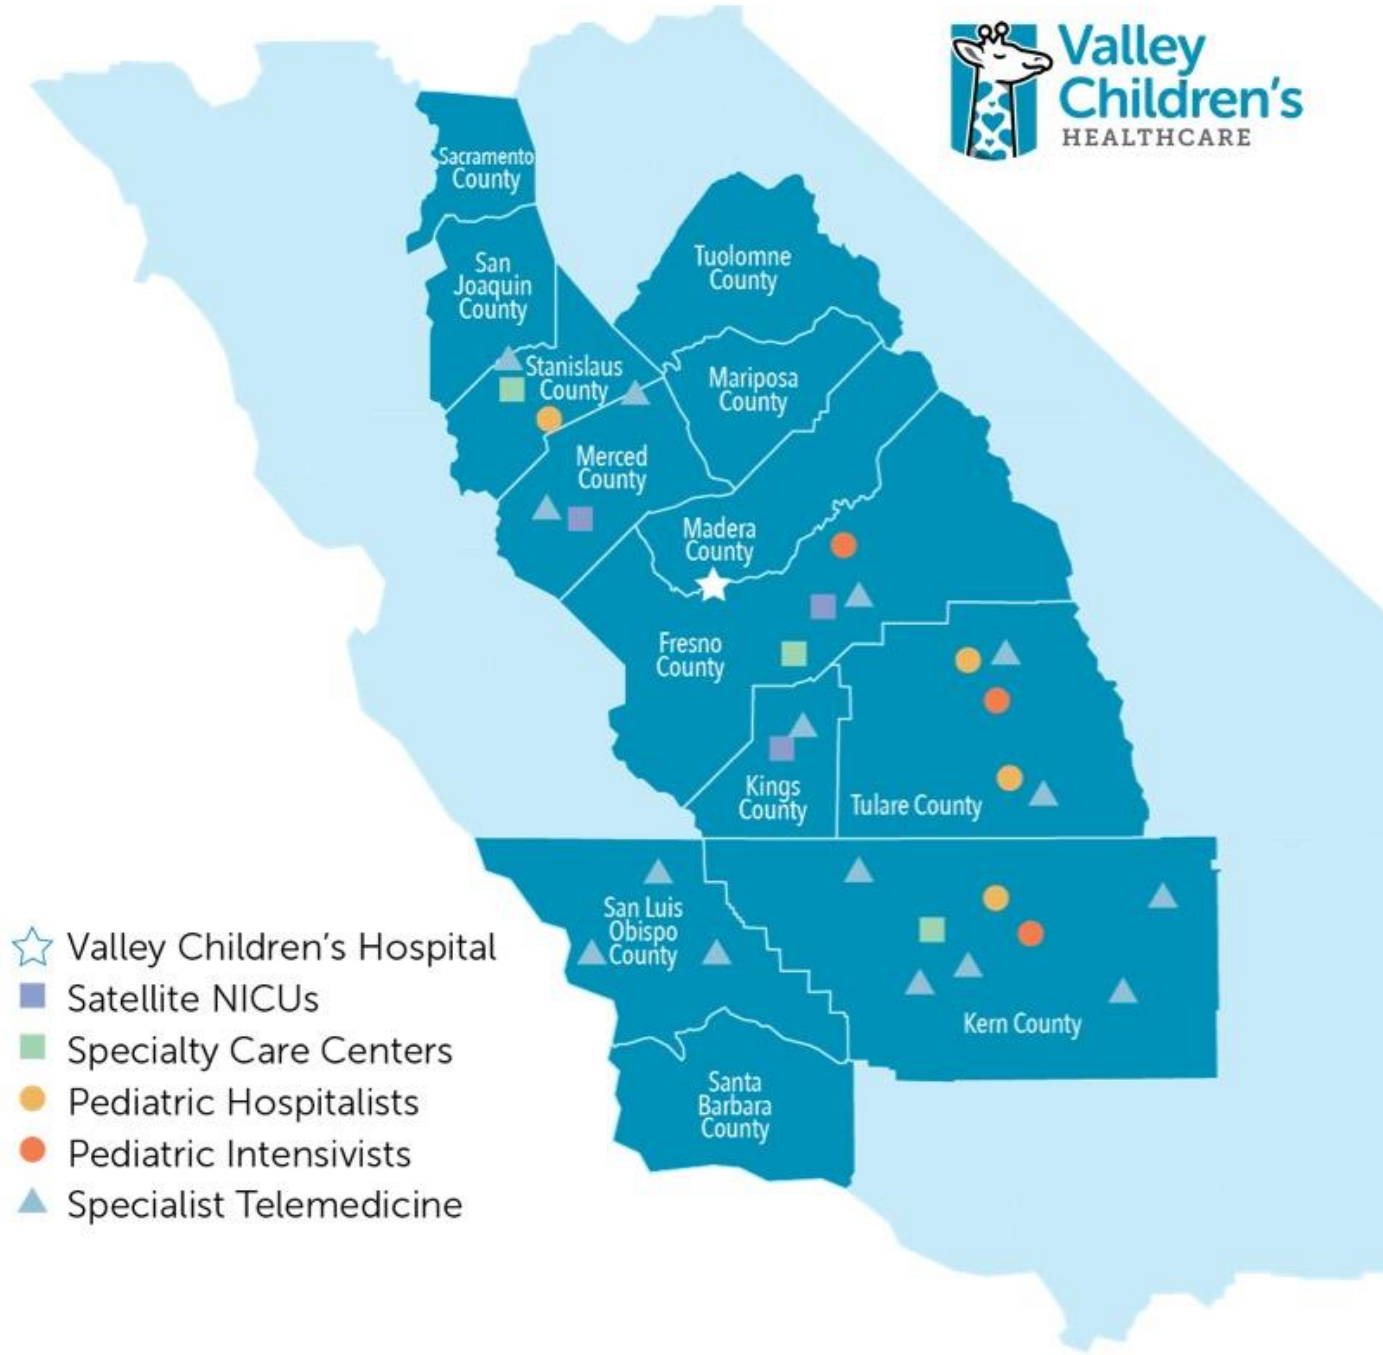 Valley
Children's
HEALTHCARE
Sacramento
County
San
Joaquin
County
Tuolomne
County
Stanislaus
County
Mariposa
County
Merced
County
Madera
County
Fresno
County
Kings
County
Tulare County
San Luis
Obispo
County
Kern County
Santa
Barbara
County
Valley Children's Hospital
Satellite NICUs
Specialty Care Centers
Pediatric Hospitalists
Pediatric Intensivists
Specialist Telemedicine